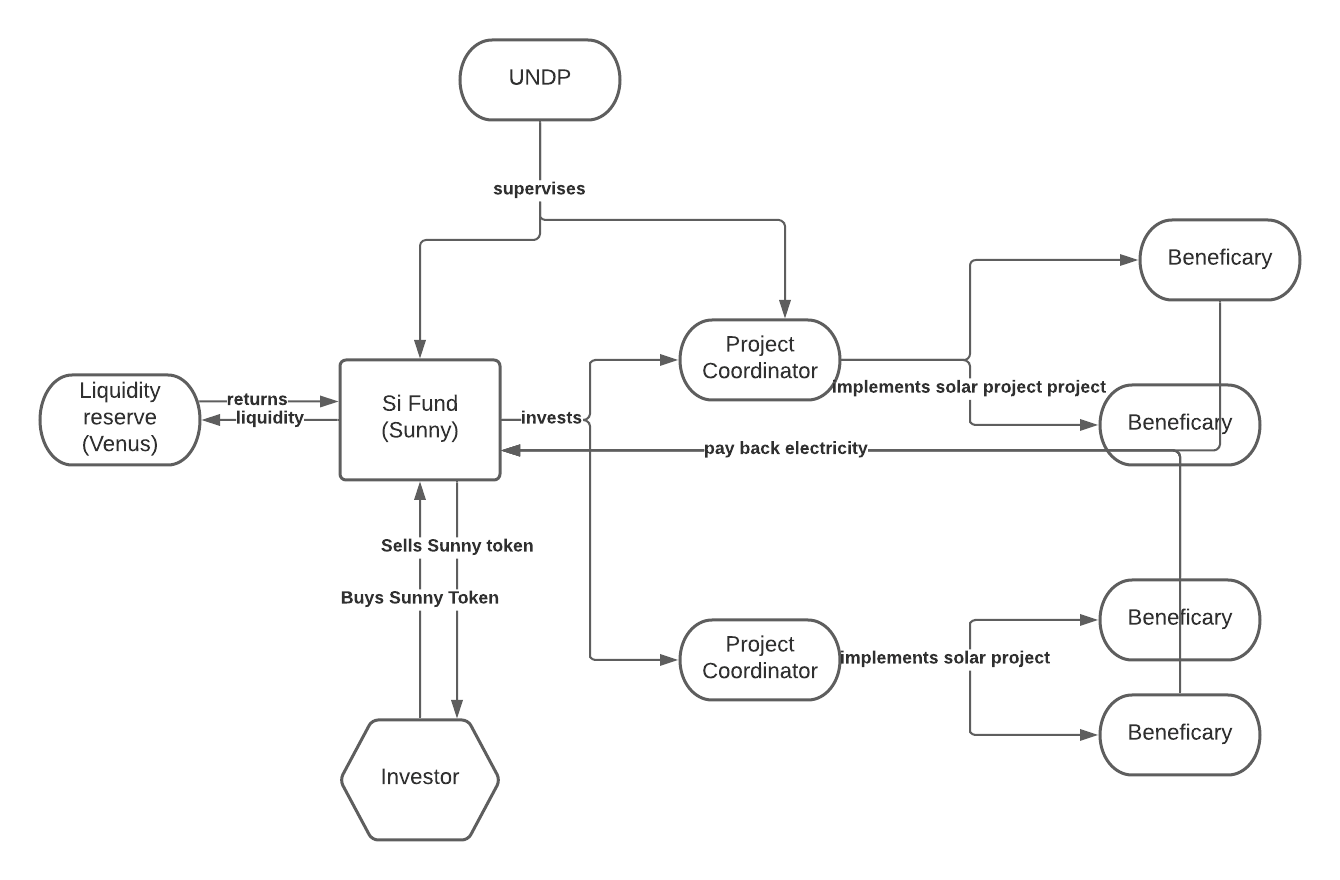 UNDP
supervises
Beneficary
Project
Coordinator
implements solar project project
Liquidity
reserve
(Venus)
returns
liquidity
Si Fund
(Sunny)
invests
Beneficary
pay back electricity
Sells Sunny token
Buys Sunny Token
Project
Coordinator
implements solar project
Beneficary
Beneficary
Investor